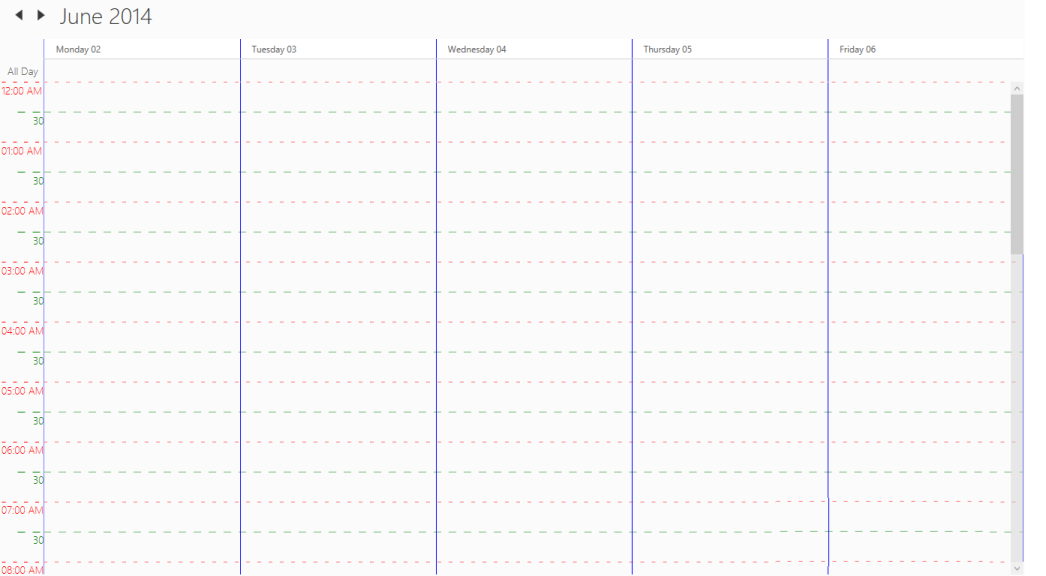 June 2014
Monday 02 Tuesday 03 Wednesday 04 Thursday 05 Friday 06
All Day
12:00 AM
30
01:00 AM
30
02:00 AM
30
03:00 AM
30
04:00 AM
30
05:00 AM
30
06:00 AM
30
07:00 AM
30
08:00 AM